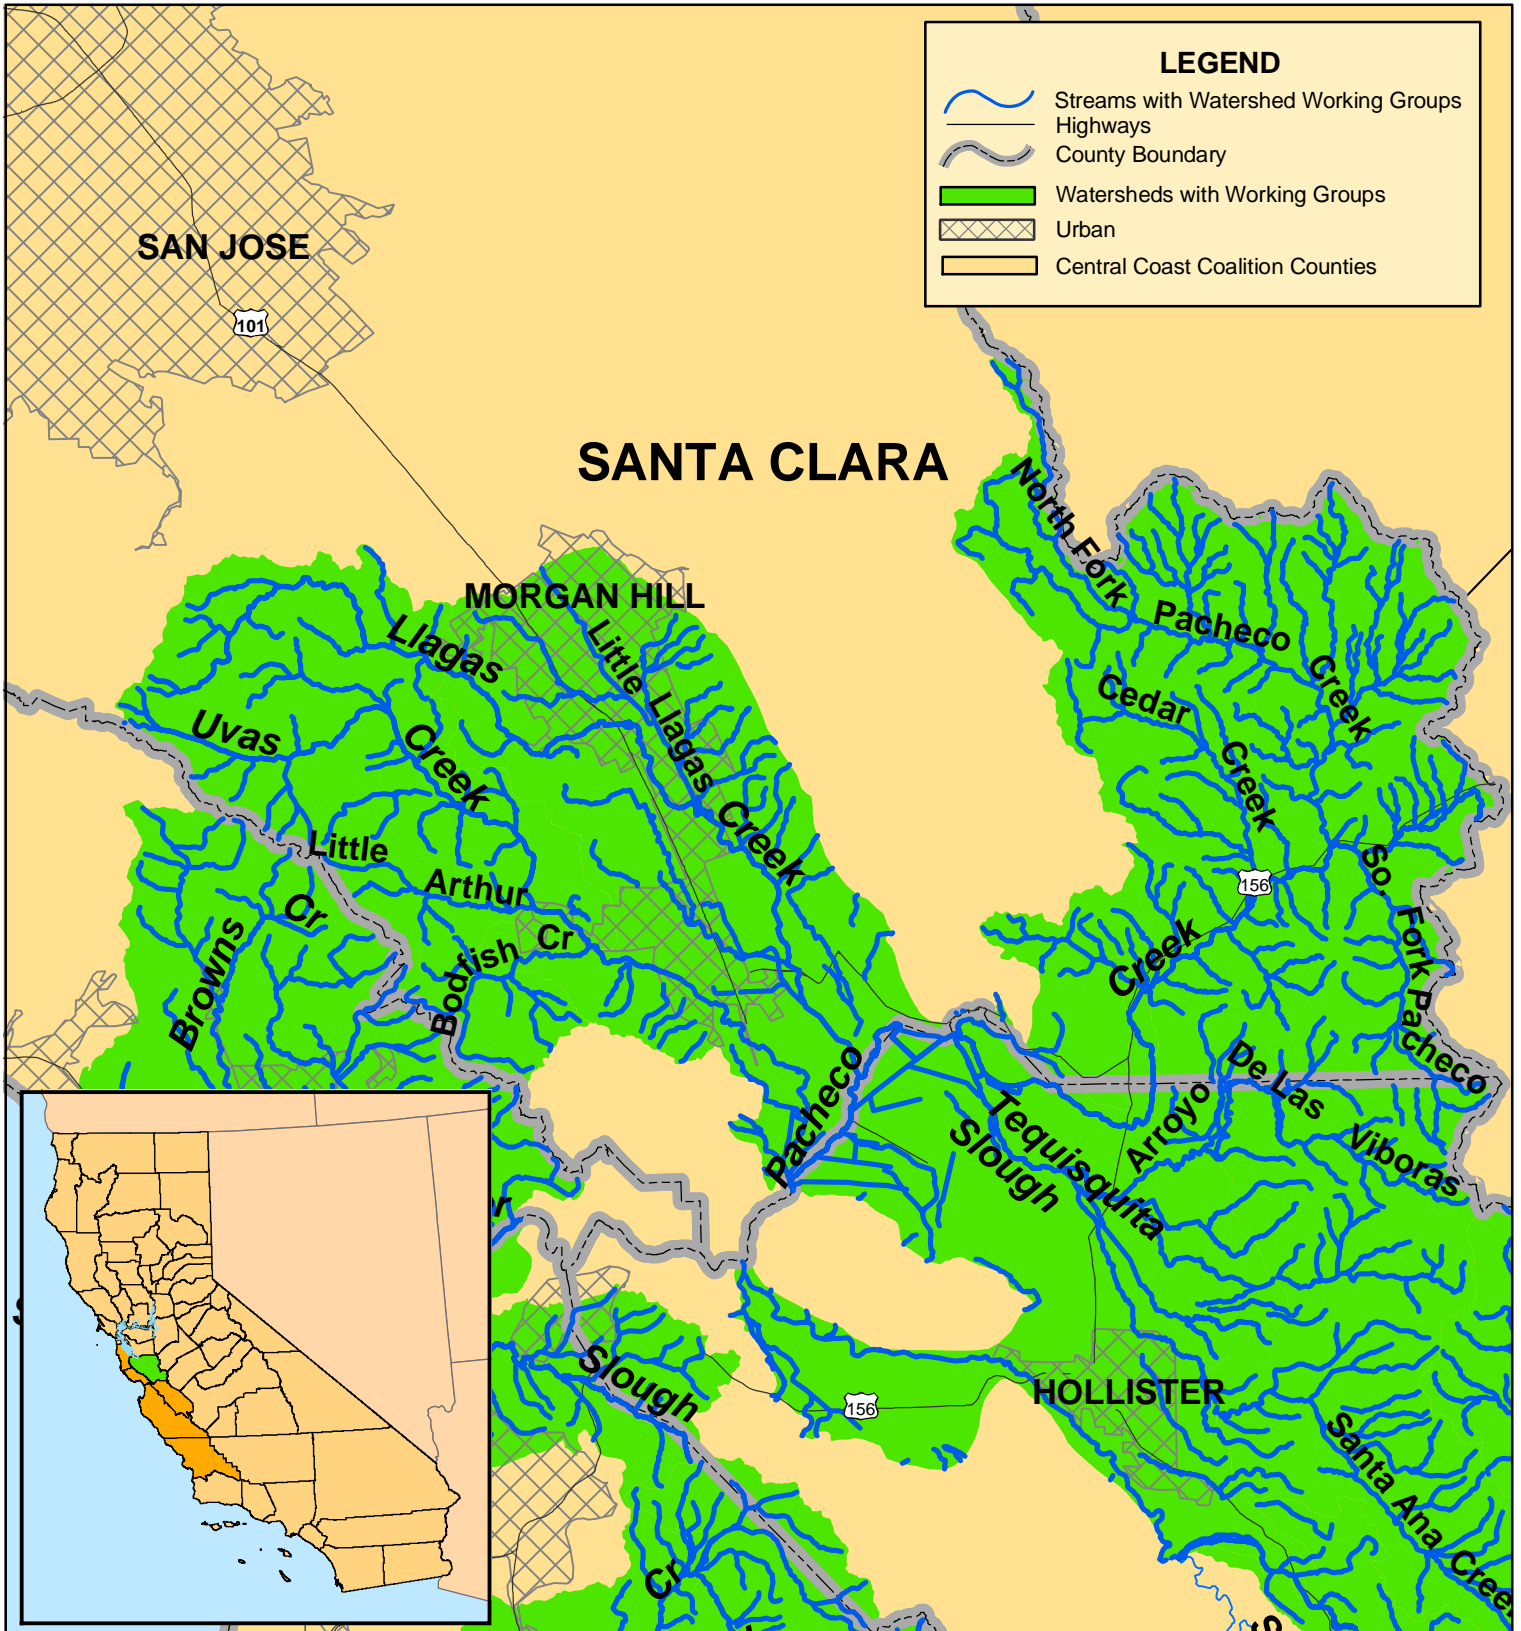 LEGEND
Streams with Watershed Working Groups
Highways
County Boundary
Watersheds with Working Groups
Urban
Central Coast Coalition Counties
SAN JOSE
101
SANTA CLARA
North Fork
Pacheco
Creek
MORGAN HILL
Llagas
Creek
Little Llagas Creek
Uvas
Cedar
Creek
Little
Arthur
Cr
Browns
Cr
Bodfish
156
So. Fork Pacheco
Creek
Pacheco
Tequisquita
Slough
Arroyo
De Las
Viboras
Slough
156
HOLLISTER
Santa Ana Creek
Cr